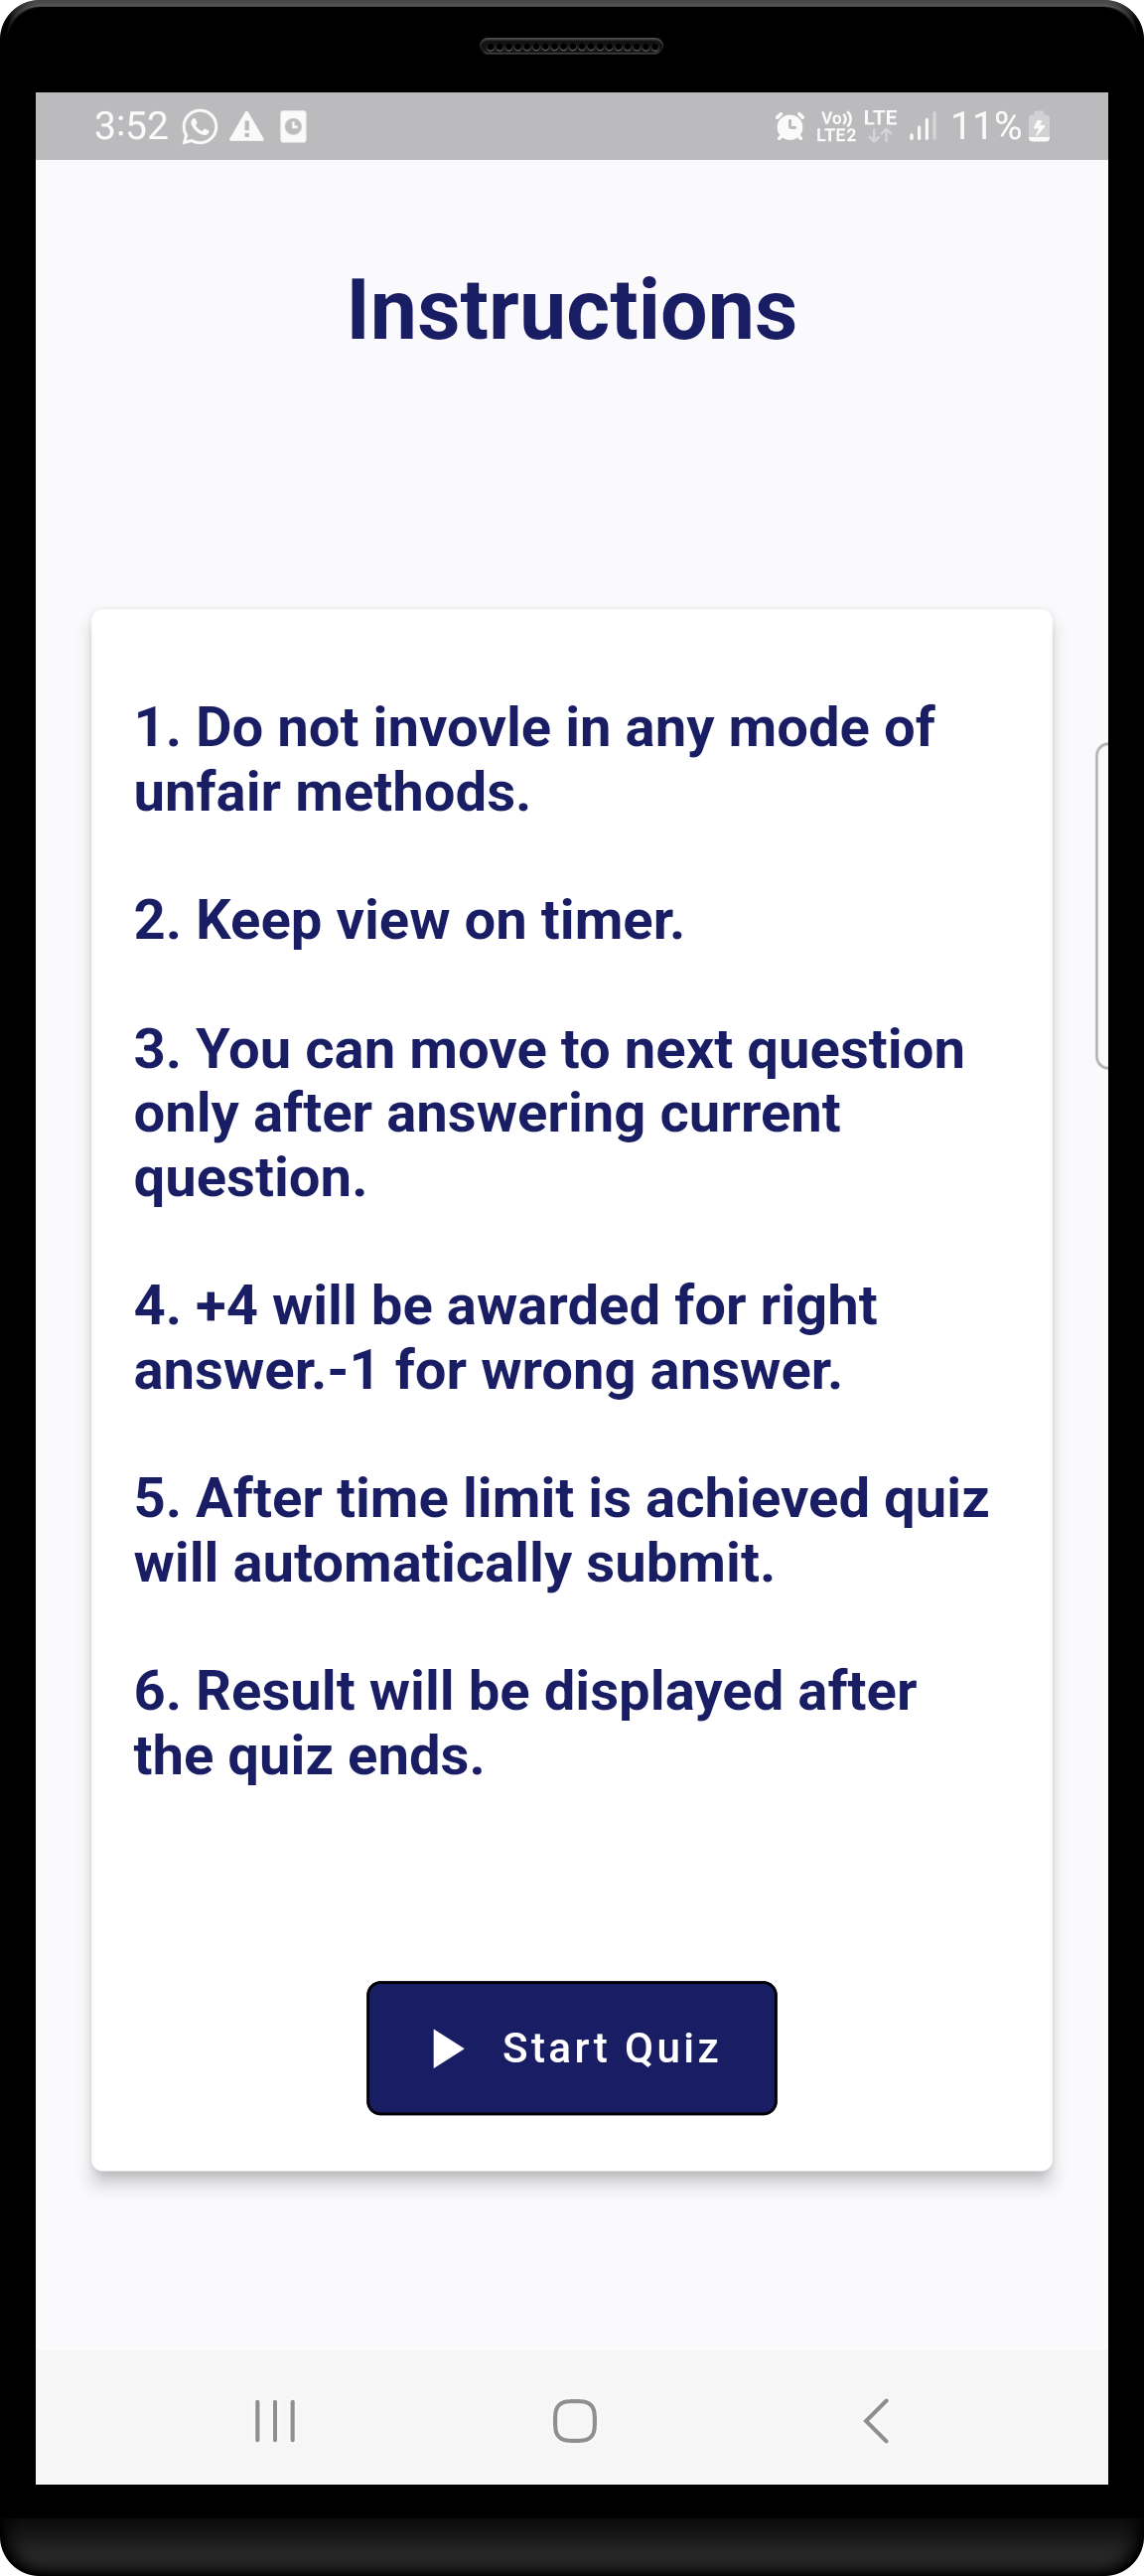 3:52 Vo)) LTE 11%
LTE2
Instructions
1. Do not invovle in any mode of
unfair methods.
2. Keep view on timer.
3. You can move to next question
only after answering current
question.
4. +4 will be awarded for right
answer.-1 for wrong answer.
5. After time limit is achieved quiz
will automatically submit.
6. Result will be displayed after
the quiz ends.
Start Quiz